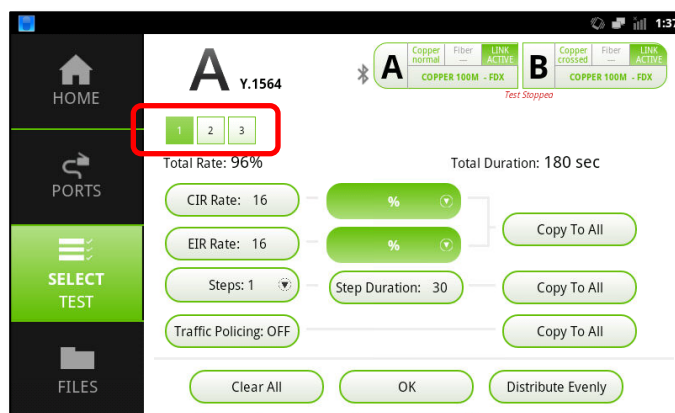 1:37
HOME
PORTS
SELECT
TEST
FILES
A Y.1564
A
Copper normal
Fiber ---
LINK ACTIVE
COPPER 100M - FDX
B
Copper crossed
Fiber ---
LINK ACTIVE
COPPER 100M - FDX
Test Stopped
1 2 3
Total Rate: 96% Total Duration: 180 sec
CIR Rate: 16 %
EIR Rate: 16 %
Copy To All
Steps: 1 Step Duration: 30 Copy To All
Traffic Policing: OFF Copy To All
Clear All OK Distribute Evenly